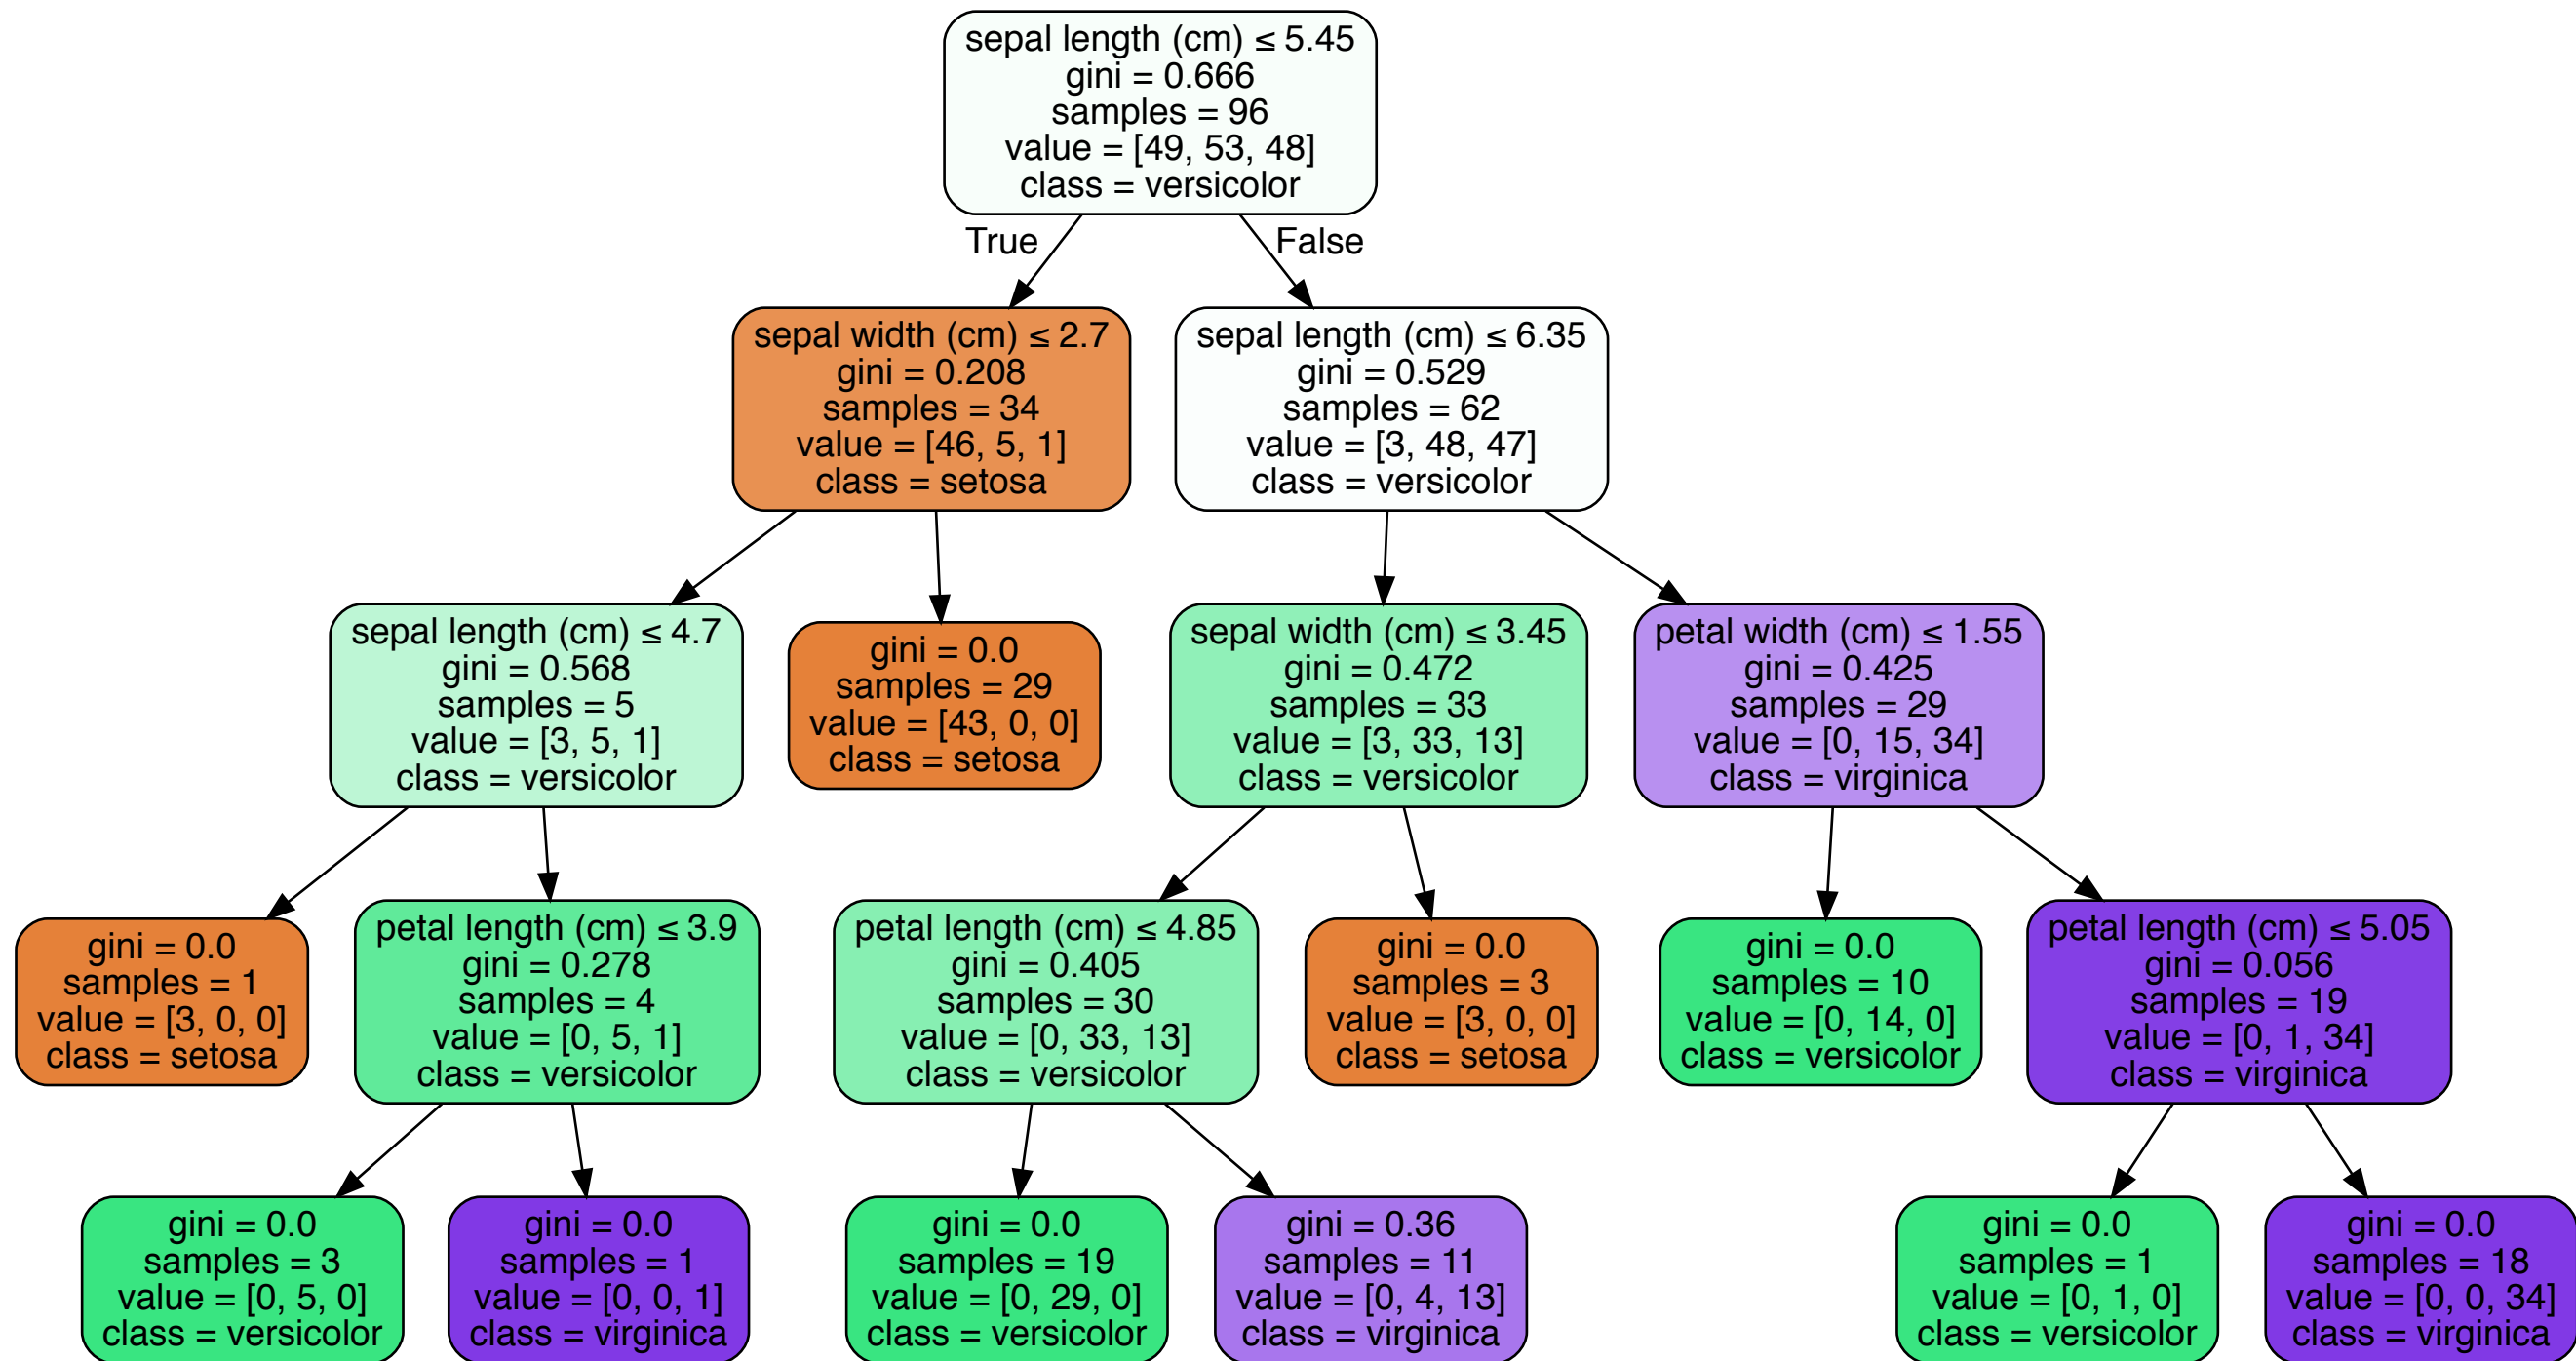 sepal length (cm) ≤ 5.45
gini = 0.666
samples = 96
value = [49, 53, 48]
class = versicolor
True
False
sepal width (cm) ≤ 2.7
gini = 0.208
samples = 34
value = [46, 5, 1]
class = setosa
sepal length (cm) ≤ 6.35
gini = 0.529
samples = 62
value = [3, 48, 47]
class = versicolor
sepal length (cm) ≤ 4.7
gini = 0.568
samples = 5
value = [3, 5, 1]
class = versicolor
gini = 0.0
samples = 29
value = [43, 0, 0]
class = setosa
sepal width (cm) ≤ 3.45
gini = 0.472
samples = 33
value = [3, 33, 13]
class = versicolor
petal width (cm) ≤ 1.55
gini = 0.425
samples = 29
value = [0, 15, 34]
class = virginica
gini = 0.0
samples = 1
value = [3, 0, 0]
class = setosa
petal length (cm) ≤ 3.9
gini = 0.278
samples = 4
value = [0, 5, 1]
class = versicolor
petal length (cm) ≤ 4.85
gini = 0.405
samples = 30
value = [0, 33, 13]
class = versicolor
gini = 0.0
samples = 3
value = [3, 0, 0]
class = setosa
gini = 0.0
samples = 10
value = [0, 14, 0]
class = versicolor
petal length (cm) ≤ 5.05
gini = 0.056
samples = 19
value = [0, 1, 34]
class = virginica
gini = 0.0
samples = 3
value = [0, 5, 0]
class = versicolor
gini = 0.0
samples = 1
value = [0, 0, 1]
class = virginica
gini = 0.0
samples = 19
value = [0, 29, 0]
class = versicolor
gini = 0.36
samples = 11
value = [0, 4, 13]
class = virginica
gini = 0.0
samples = 1
value = [0, 1, 0]
class = versicolor
gini = 0.0
samples = 18
value = [0, 0, 34]
class = virginica